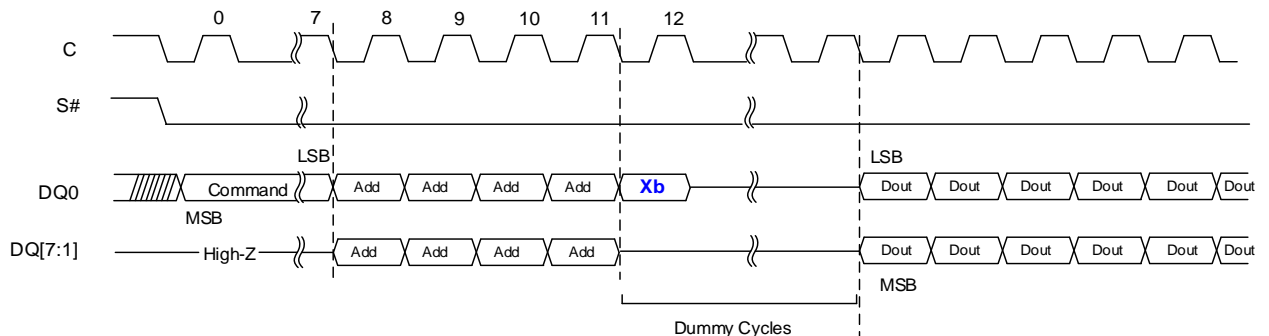 0 7 8 9 10 11 12
C
S#
LSB LSB
DQ0 Command Add Add Add Add Xb Dout Dout Dout Dout Dout Dout
MSB
DQ[7:1] High-Z Add Add Add Add Dout Dout Dout Dout Dout Dout
MSB
Dummy Cycles